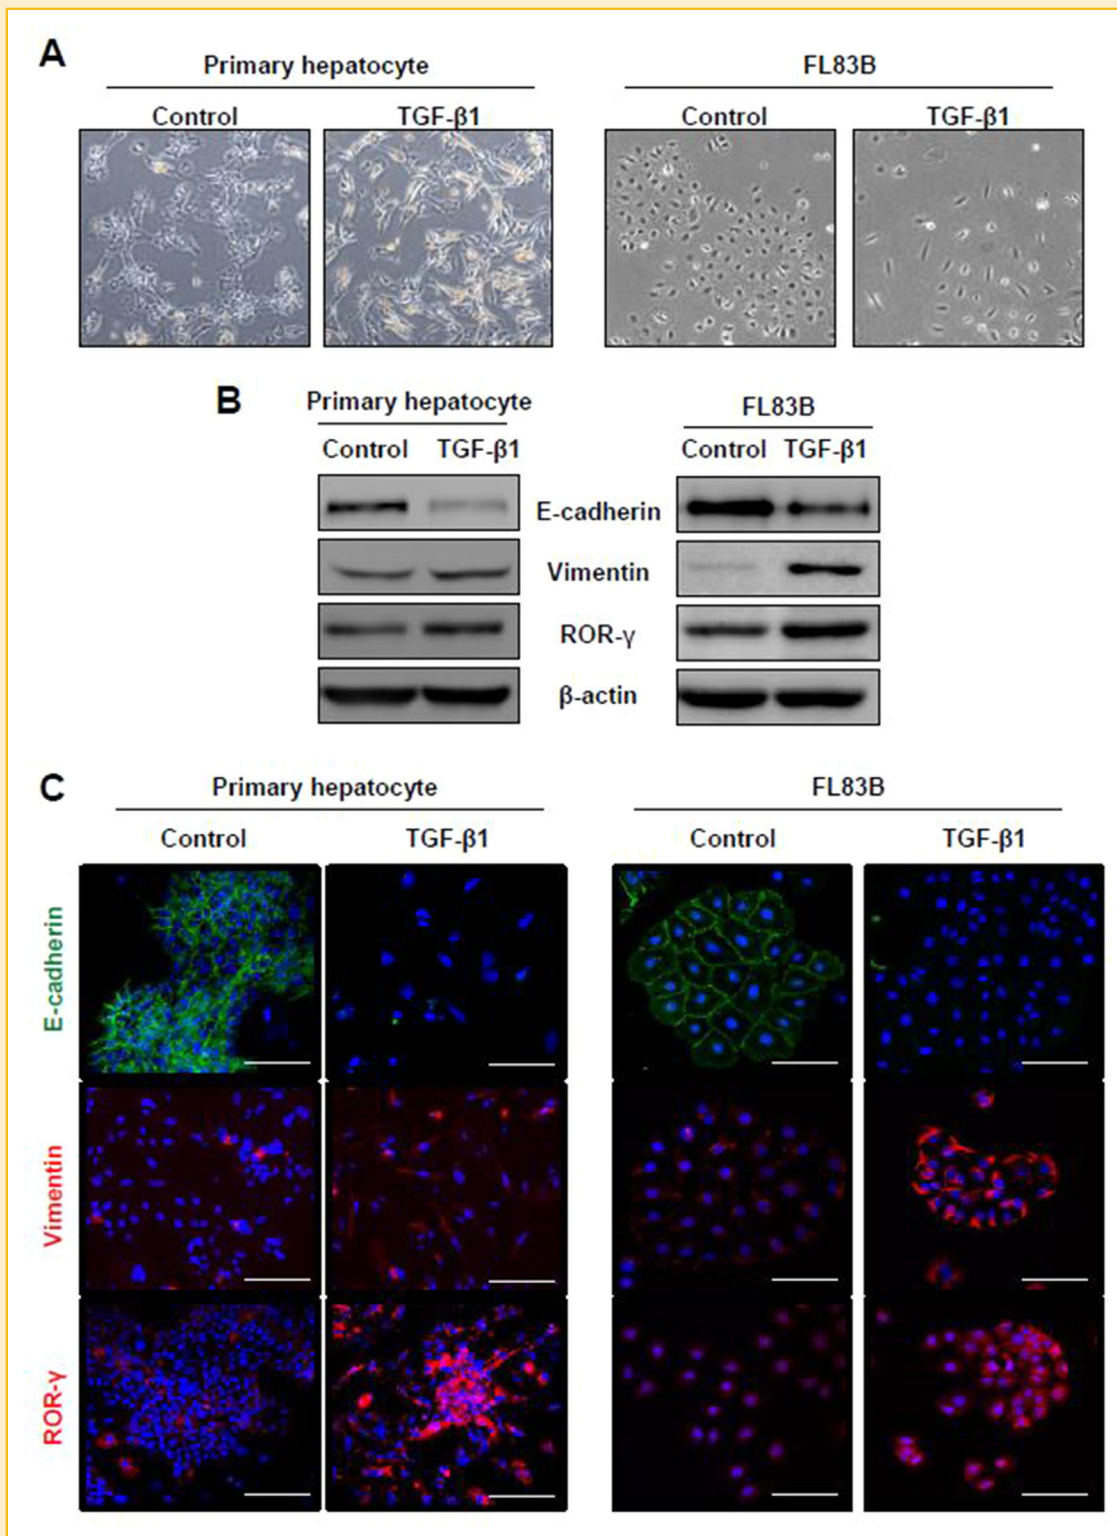 A
Primary hepatocyte
FL83B
Control
TGF-β1
Control
TGF-β1
B
Primary hepatocyte
FL83B
Control
TGF-β1
Control
TGF-β1
E-cadherin
Vimentin
ROR-γ
β-actin
C
Primary hepatocyte
FL83B
Control
TGF-β1
Control
TGF-β1
E-cadherin
Vimentin
ROR-γ